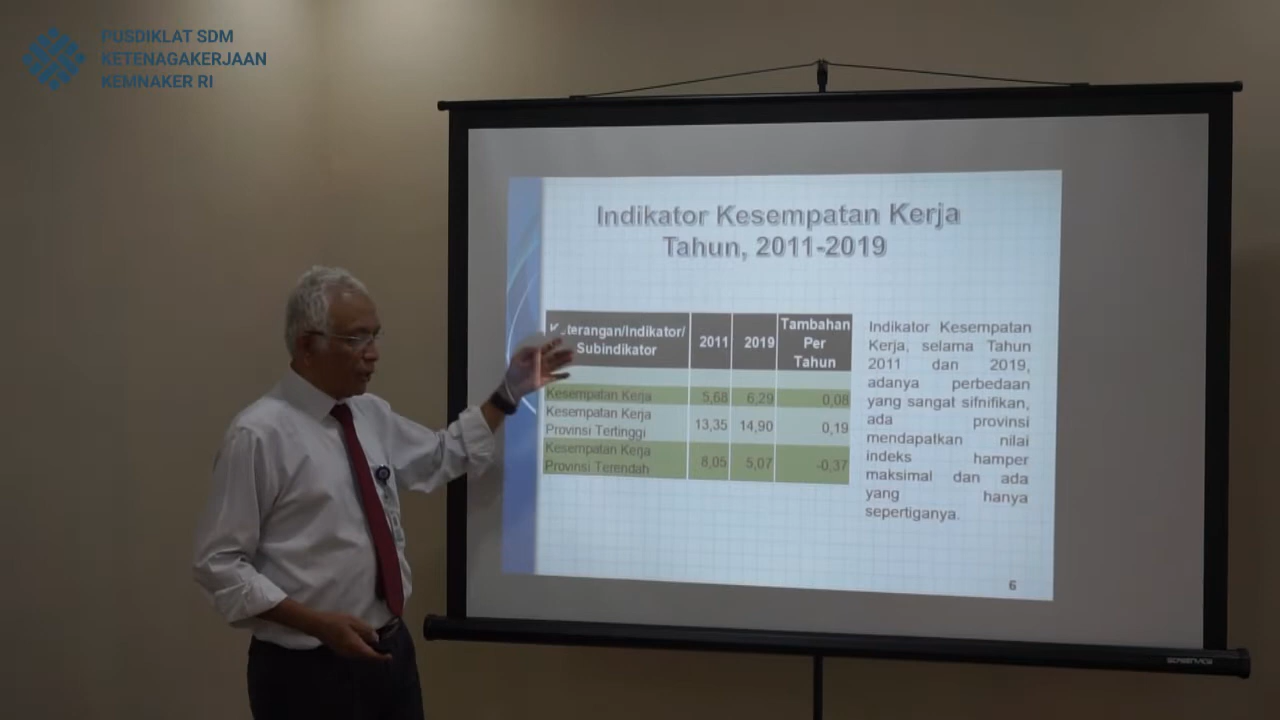 PUSDIKLAT SDM
KETENAGAKERJAAN
KEMNAKER RI
Indikator Kesempatan Kerja
Tahun, 2011-2019
Keterangan/Indikator/
Subindikator
2011
2019
Tambahan
Per
Tahun
Kesempatan Kerja
5,68
6,29
0,08
Kesempatan Kerja
Provinsi Tertinggi
13,35
14,90
0,19
Kesempatan Kerja
Provinsi Terendah
8,05
5,07
-0,37
Indikator Kesempatan
Kerja, selama Tahun
2011 dan 2019,
adanya perbedaan
yang sangat sifnifikan,
ada provinsi
mendapatkan nilai
indeks hamper
maksimal dan ada
yang hanya
sepertiganya.
6